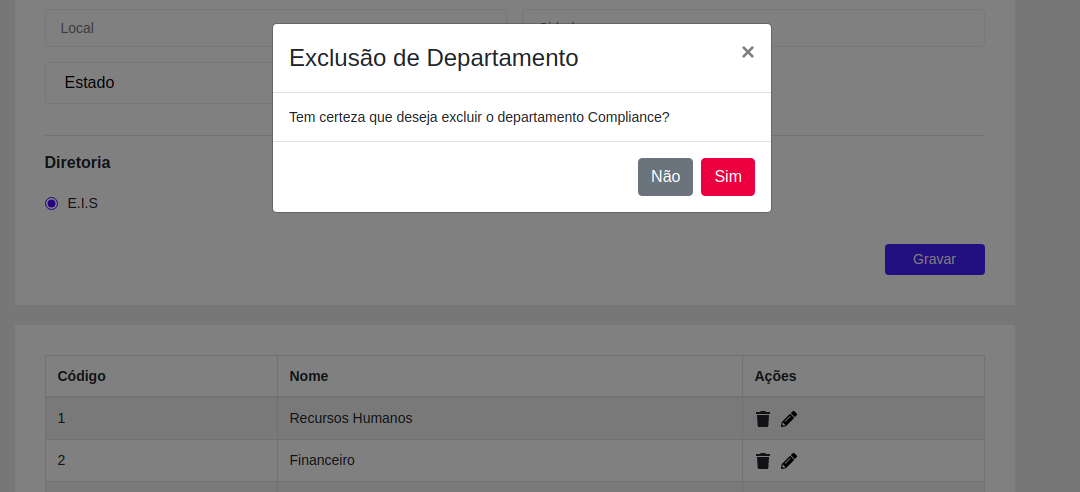 Local
Exclusão de Departamento
×
Estado
Tem certeza que deseja excluir o departamento Compliance?
Não Sim
Diretoria
E.I.S
Gravar
Código Nome Ações
1 Recursos Humanos
2 Financeiro